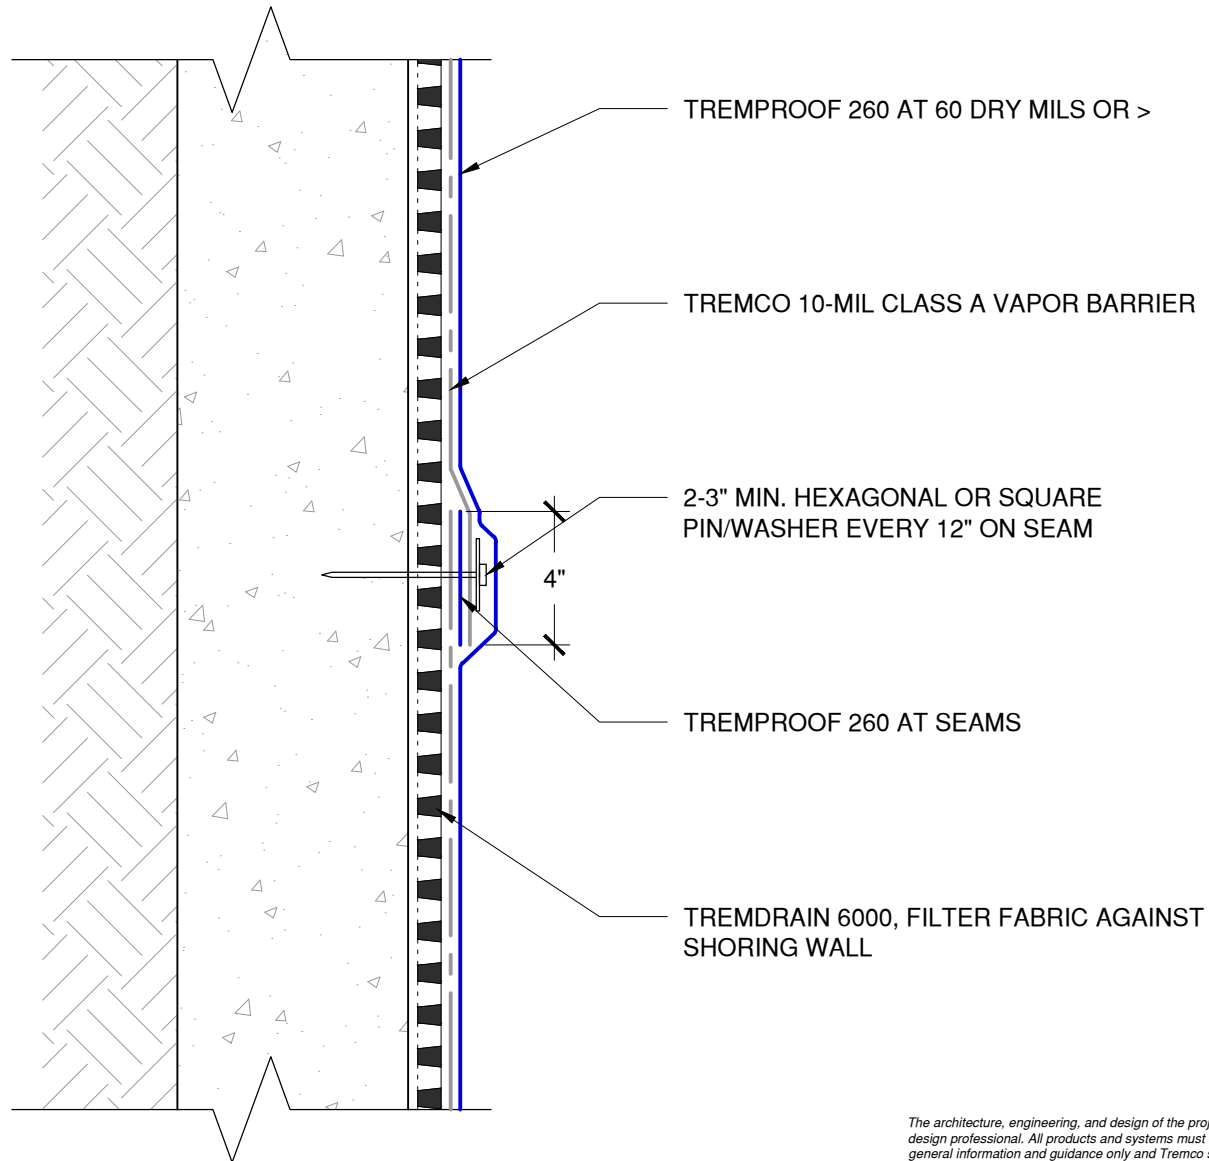 TREMPROOF 260 AT 60 DRY MILS OR >
TREMCO 10-MIL CLASS A VAPOR BARRIER
2-3" MIN. HEXAGONAL OR SQUARE
PIN/WASHER EVERY 12" ON SEAM
4"
TREMPROOF 260 AT SEAMS
TREMDRAIN 6000, FILTER FABRIC AGAINST
SHORING WALL
The architecture, engineering, and design of the
design professional. All products and systems must
general information and guidance only and Tremco